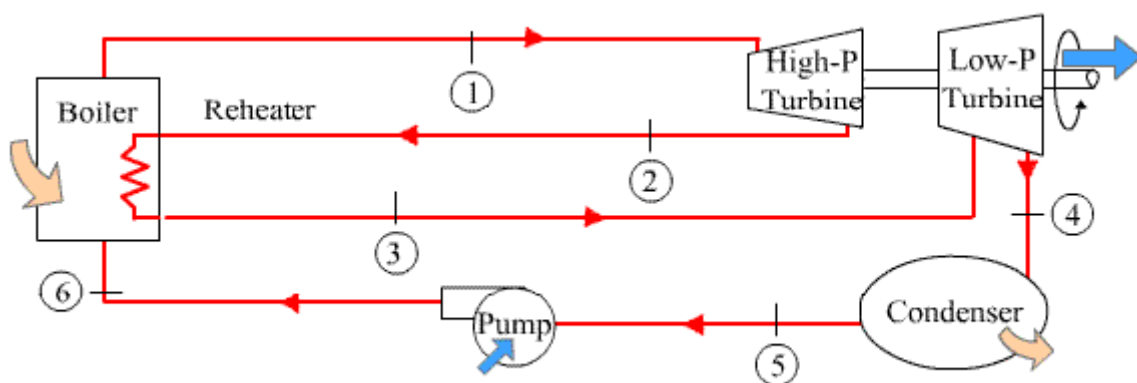 1
High-P
Turbine
Low-P
Turbine
Boiler
Reheater
2
3
4
6
Pump
Condenser
5